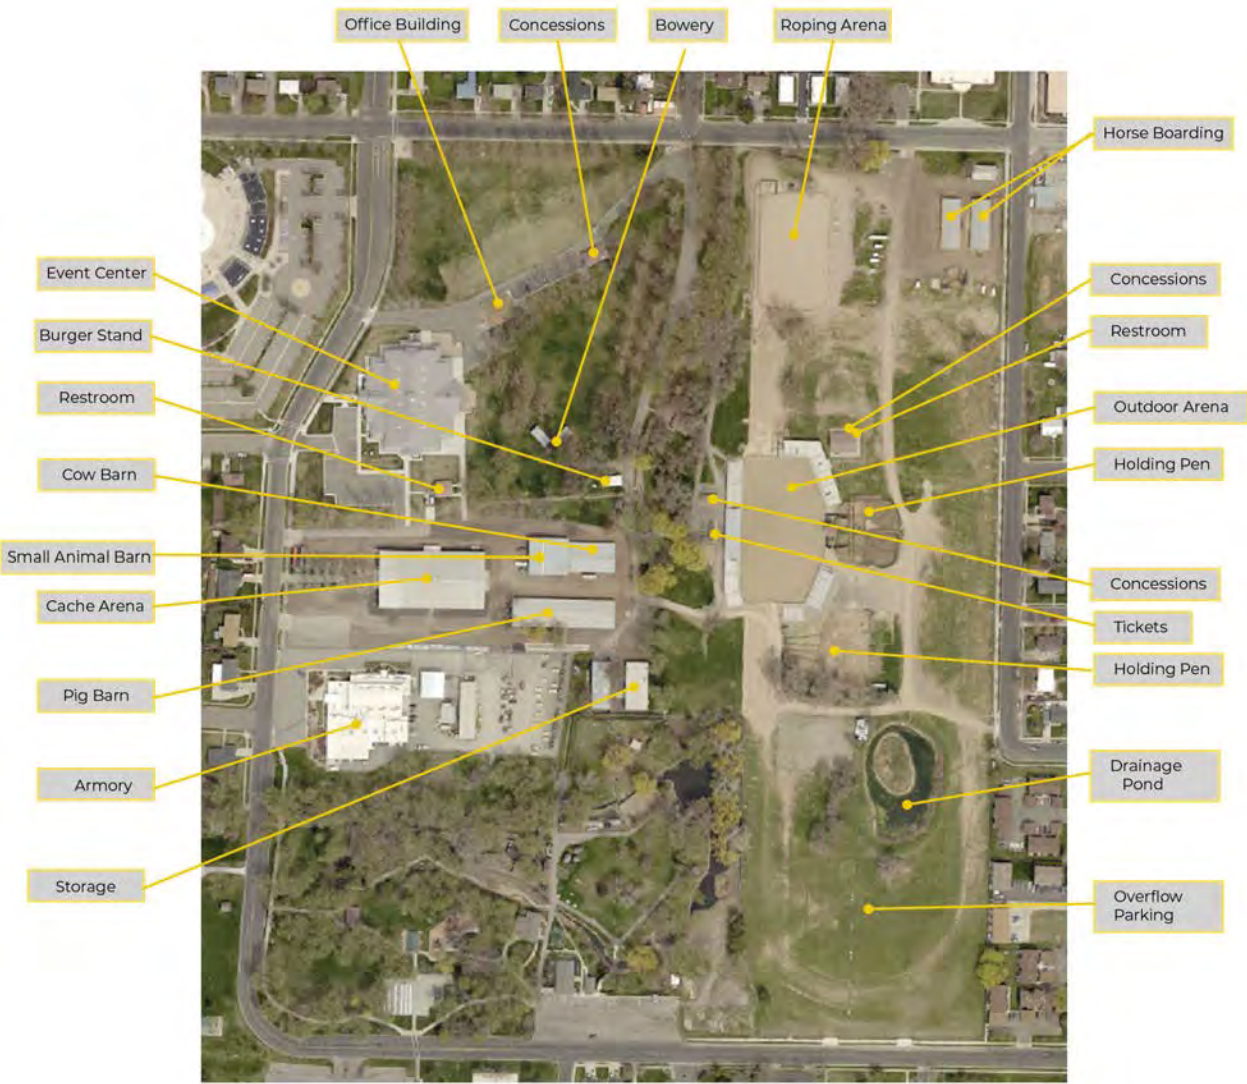 Office Building
Concessions
Bowery
Roping Arena
Horse Boarding
Event Center
Concessions
Burger Stand
Restroom
Restroom
Outdoor Arena
Cow Barn
Holding Pen
Small Animal Barn
Concessions
Cache Arena
Tickets
Holding Pen
Pig Barn
Drainage
Pond
Armory
Storage
Overflow
Parking